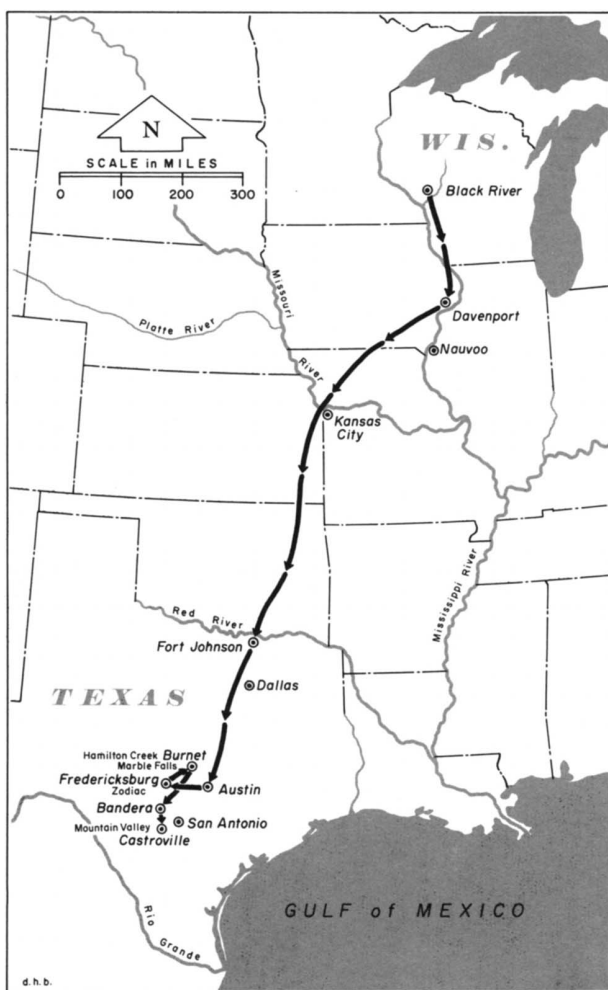 N
SCALE in MILES
0 100 200 300
WIS.
Black River
Missouri
River
Platte River
Davenport
Nauvoo
Kansas
City
Mississippi River
Red River
Fort Johnson
Dallas
TEXAS
Hamilton Creek Burnet
Marble Falls
Fredericksburg
Zodiac
Austin
Bandera
San Antonio
Mountain Valley
Castroville
Rio Grande
GULF of MEXICO
d.h.b.